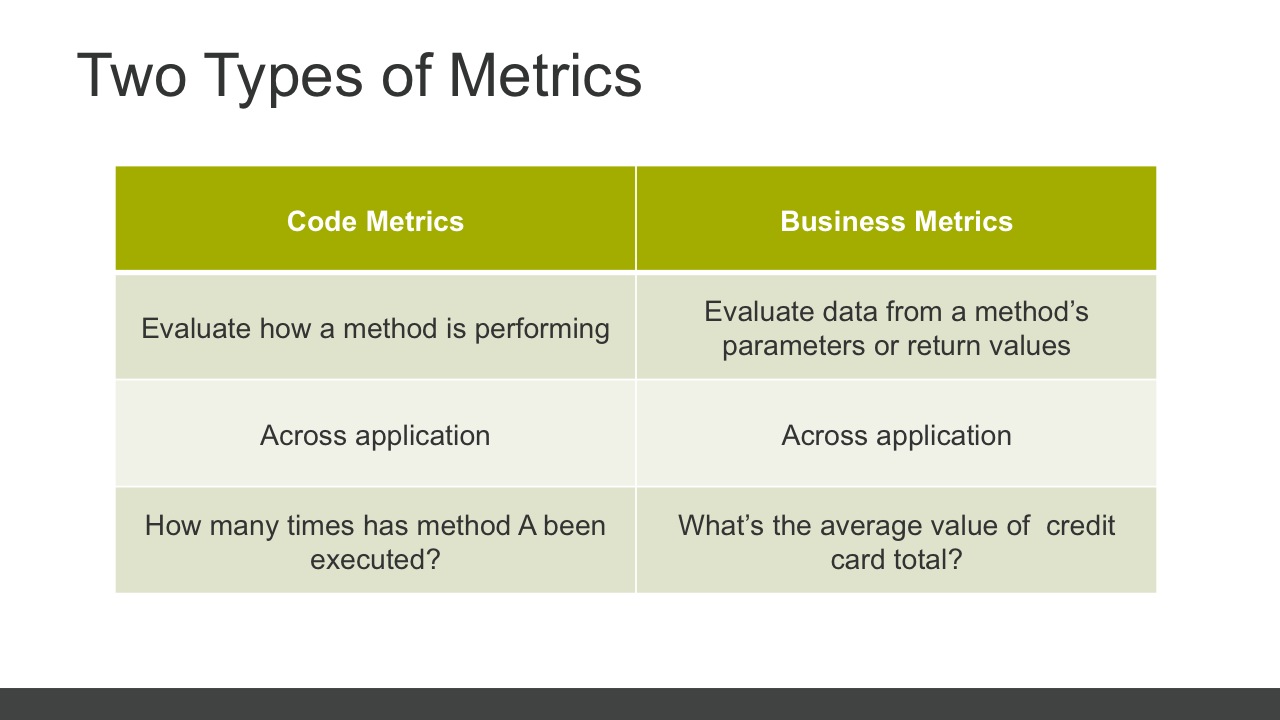 Two Types of Metrics
Code Metrics
Business Metrics
Evaluate how a method is performing
Evaluate data from a method’s
parameters or return values
Across application
Across application
How many times has method A been
executed?
What’s the average value of  credit
card total?